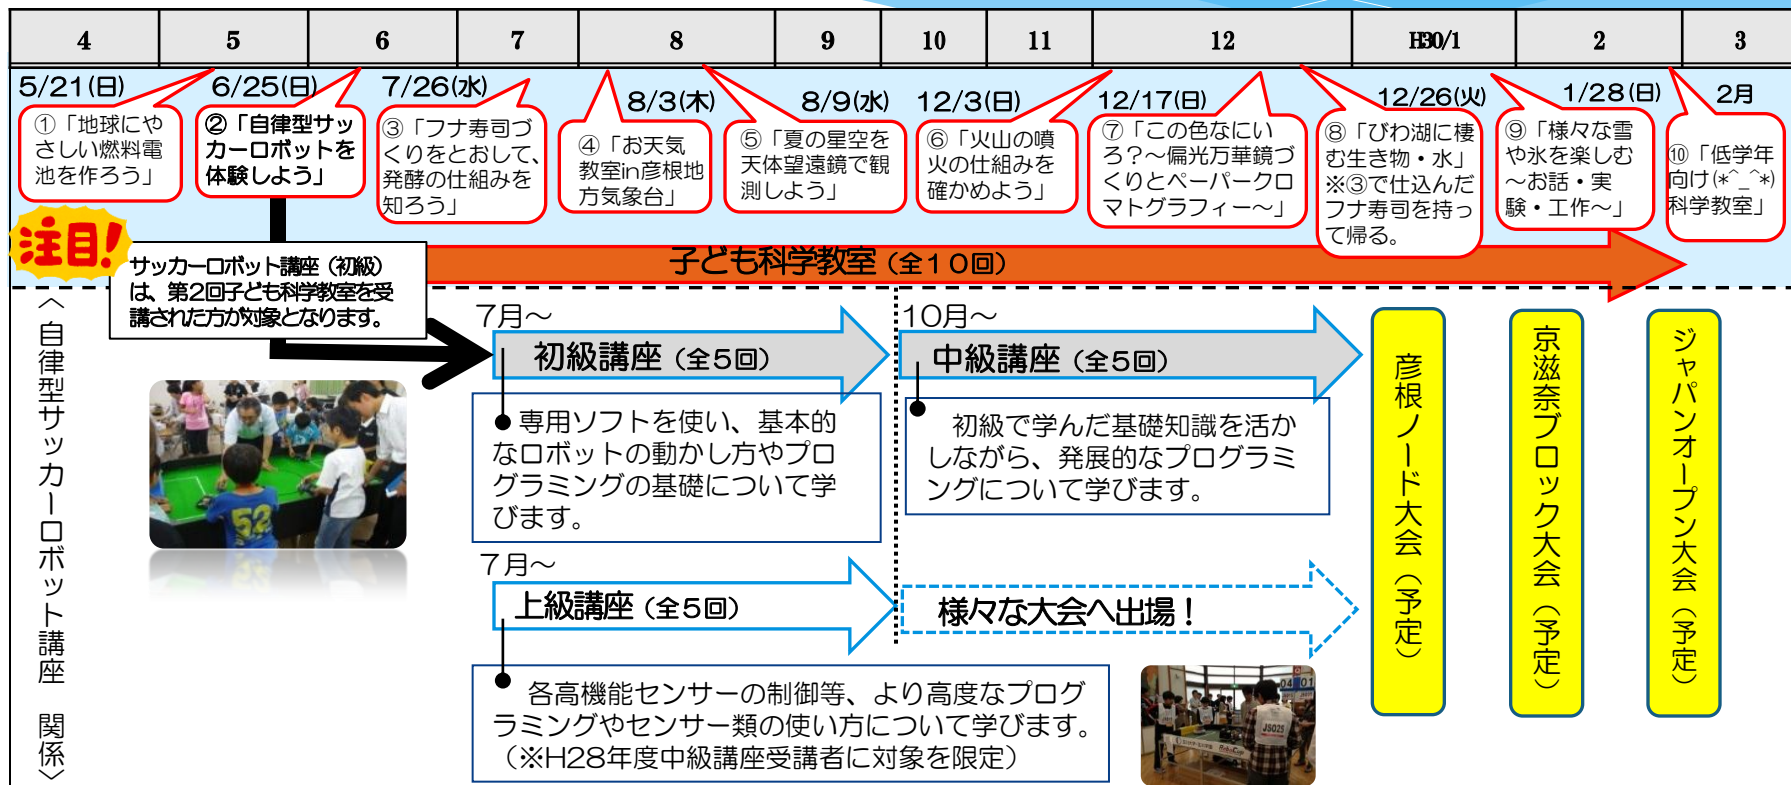 4 5 6 7 8 9 10 11 12 H30/1 2 3
5/21(日)
①「地球にや
さしい燃料電
池を作ろう」
6/25(日)
②「自律型サッ
カーロボットを
体験しよう」
7/26(水)
③「フナ寿司づ
くりをとおして、
発酵の仕組みを
知ろう」
8/3(木)
④「お天気
教室in彦根地
方気象台」
8/9(水)
⑤「夏の星空を
天体望遠鏡で観
測しよう」
12/3(日)
⑥「火山の噴
火の仕組みを
確かめよう」
12/17(日)
⑦「この色なにい
ろ？～偏光万華鏡づ
くりとペーパークロ
マトグラフィー～」
12/26(火)
⑧「びわ湖に棲
む生き物・水」
※③で仕込んだ
フナ寿司を持っ
て帰る。
1/28(日)
⑨「様々な雪
や氷を楽しむ
～お話・実
験・工作～」
2月
⑩「低学年
向け(*^_^*)
科学教室」
注目！
サッカーロボット講座（初級）
は、第2回子ども科学教室を受
講された方が対象となります。
子ども科学教室（全１０回）
〈自律型サッカーロボット講座　関係〉
7月～
初級講座（全5回）
●専用ソフトを使い、基本的
なロボットの動かし方やプロ
グラミングの基礎について学
びます。
10月～
中級講座（全5回）
初級で学んだ基礎知識を活か
しながら、発展的なプログラミ
ングについて学びます。
7月～
上級講座（全5回）
様々な大会へ出場！
各高機能センサーの制御等、より高度なプログ
ラミングやセンサー類の使い方について学びます。
（※H28年度中級講座受講者に対象を限定）
彦根ノード大会（予定）
京滋奈ブロック大会（予定）
ジャパンオープン大会（予定）
52
04
01
JS025
RoboCup